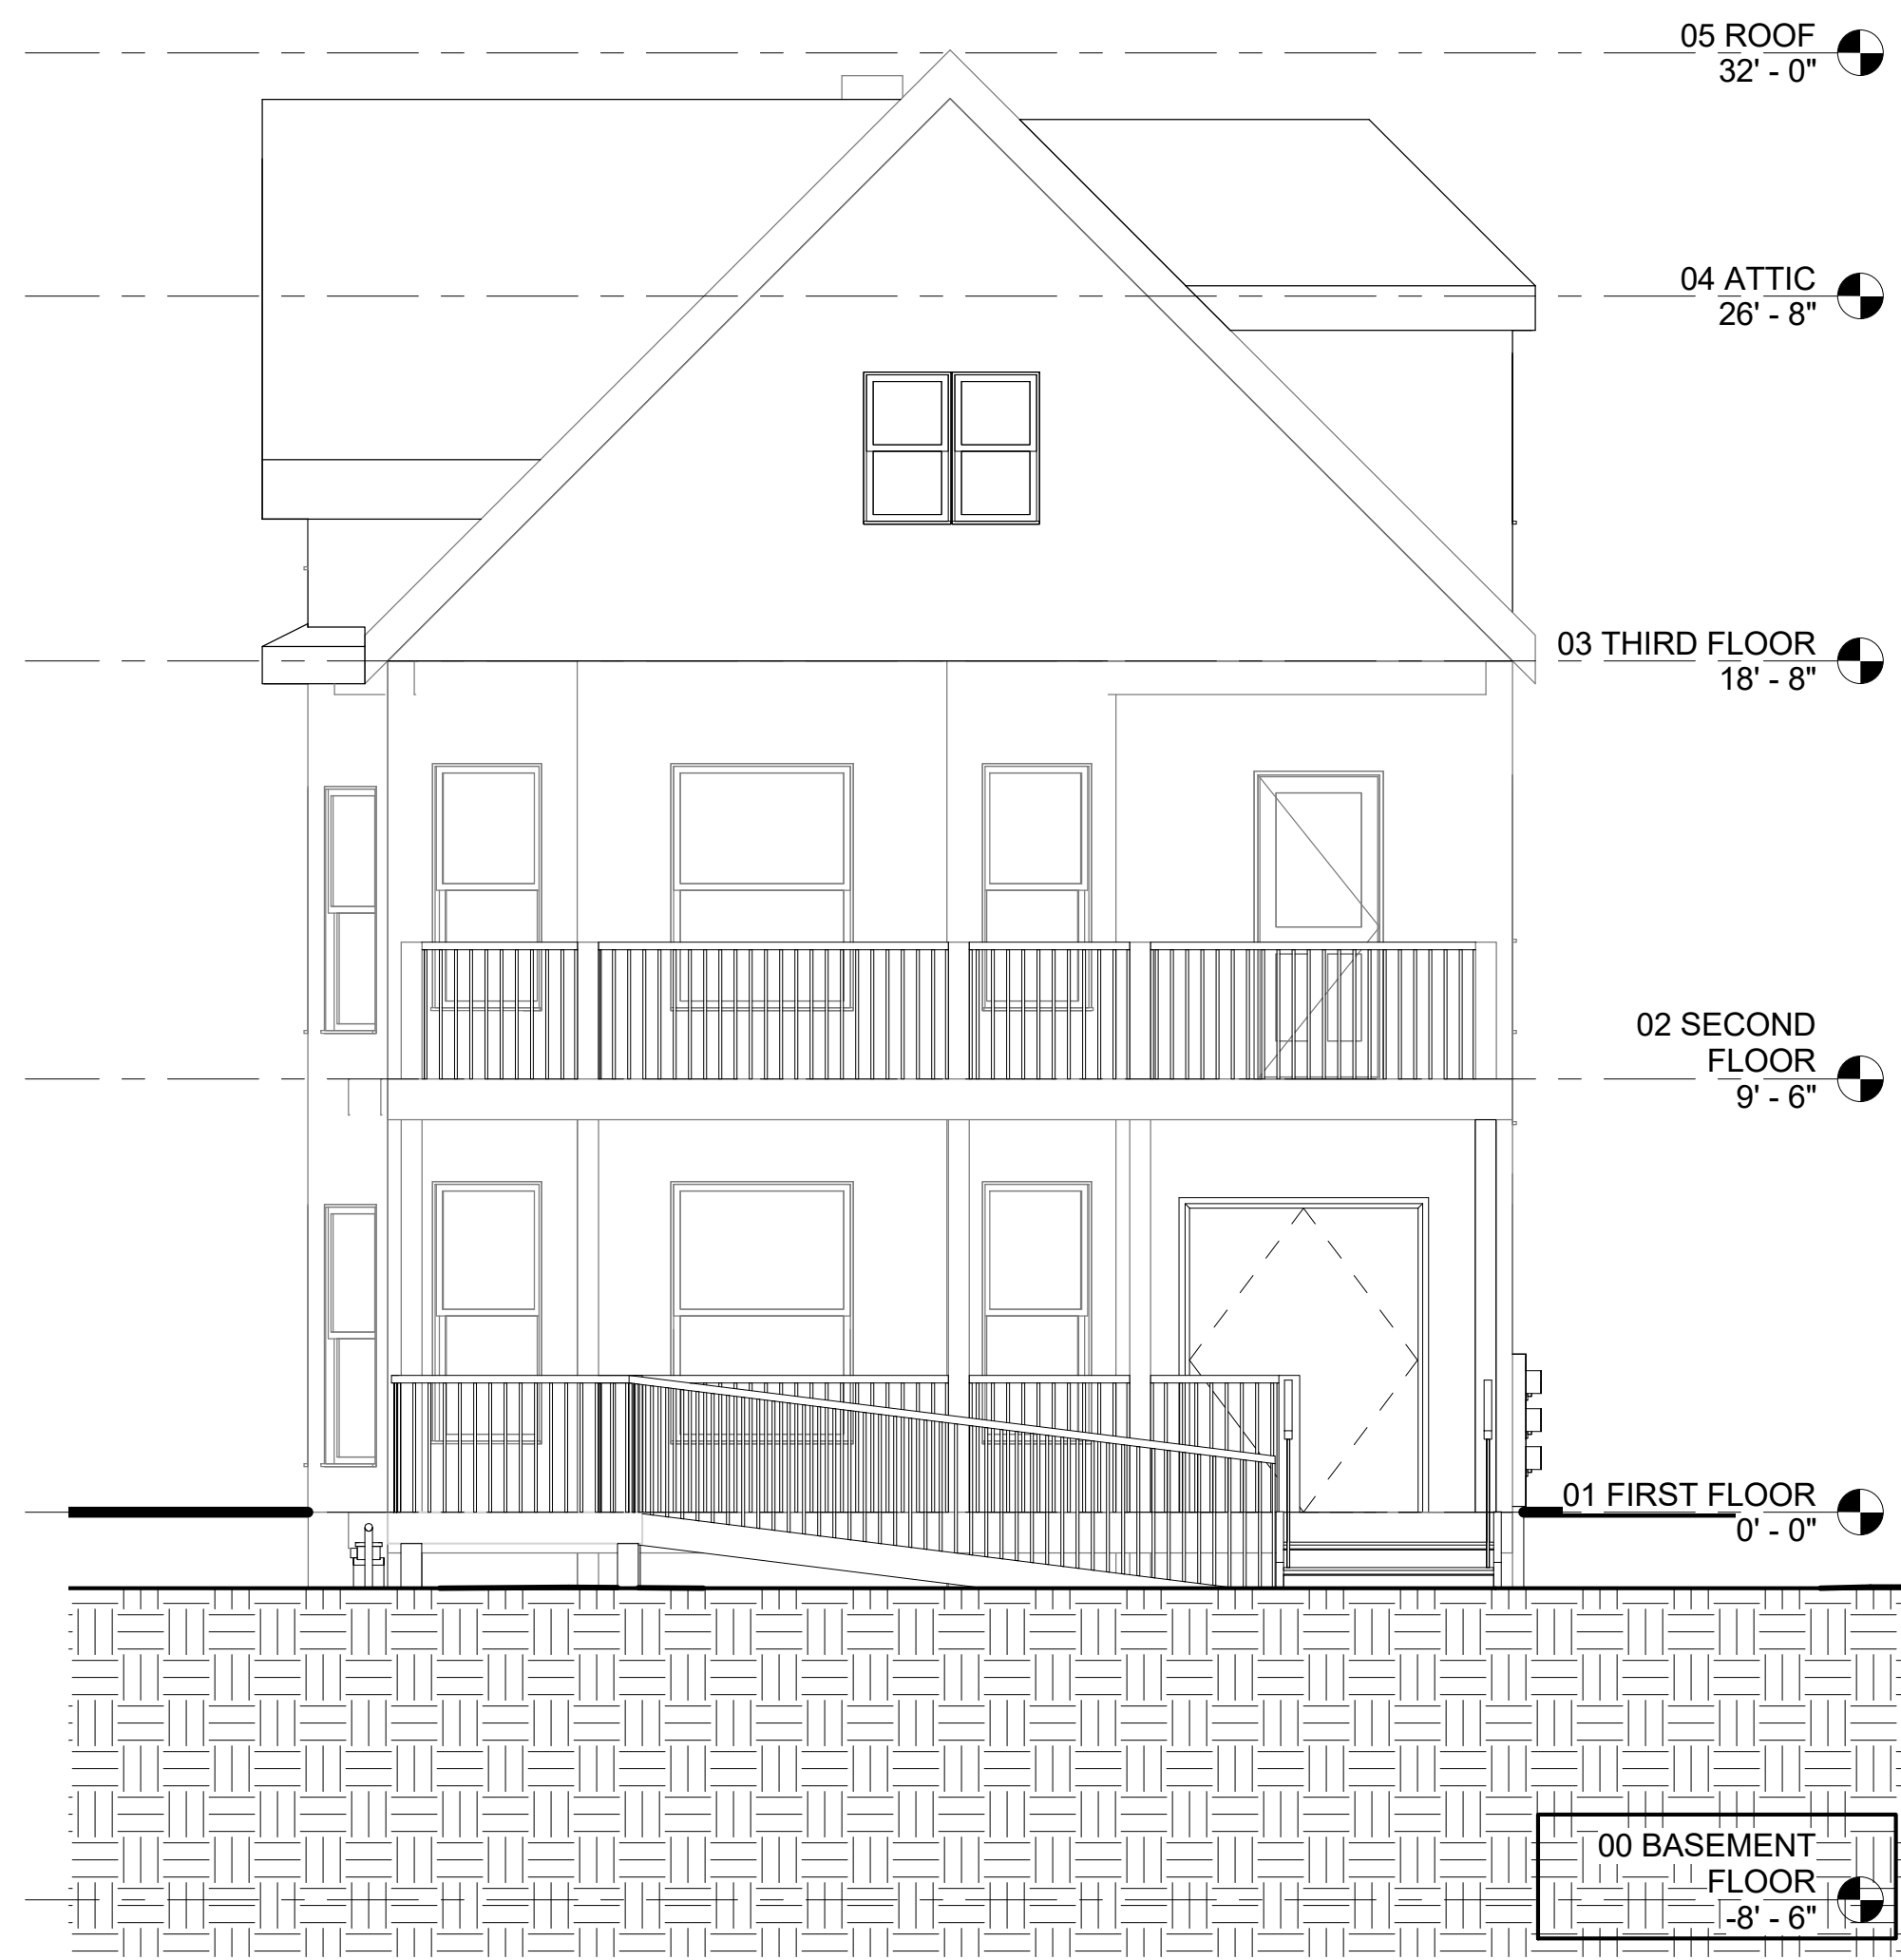 05 ROOF
32' - 0"
04 ATTIC
26' - 8"
03 THIRD FLOOR
18' - 8"
02 SECOND
FLOOR
9' - 6"
01 FIRST FLOOR
0' - 0"
00 BASEMENT
FLOOR
-8' - 6"